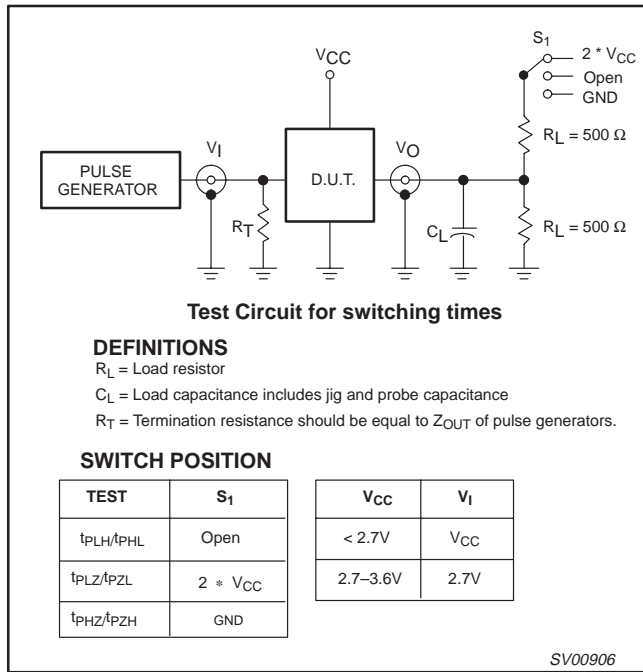 S1
2 * VCC
Open
GND
VCC
RL = 500 Ω
VI
VO
PULSE
GENERATOR
D.U.T.
RT
CL
RL = 500 Ω
Test Circuit for switching times
DEFINITIONS
RL = Load resistor
CL = Load capacitance includes jig and probe capacitance
RT = Termination resistance should be equal to ZOUT of pulse generators.
SWITCH POSITION
TEST S1
tPLH/tPHL Open
tPLZ/tPZL 2 * VCC
tPHZ/tPZH GND
VCC VI
< 2.7V VCC
2.7–3.6V 2.7V
SV00906